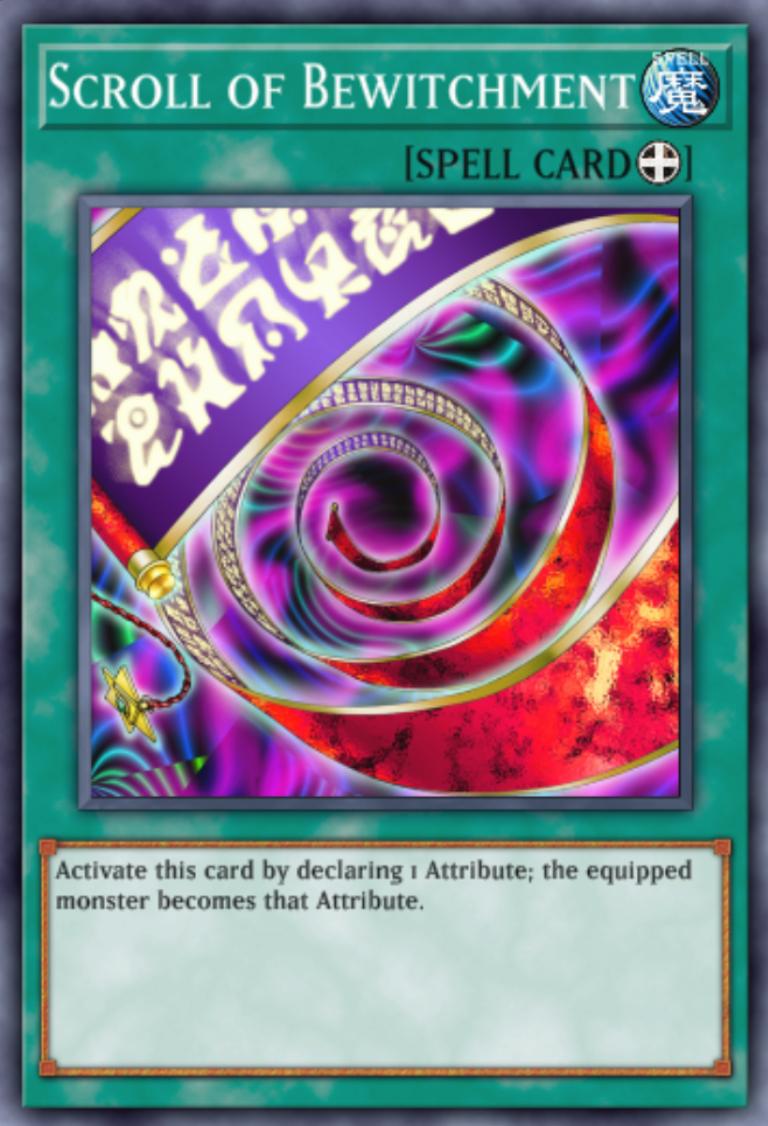 SCROLL OF BEWITCHMENT
SPELL
魔
[SPELL CARD]
Activate this card by declaring 1 Attribute; the equipped
monster becomes that Attribute.